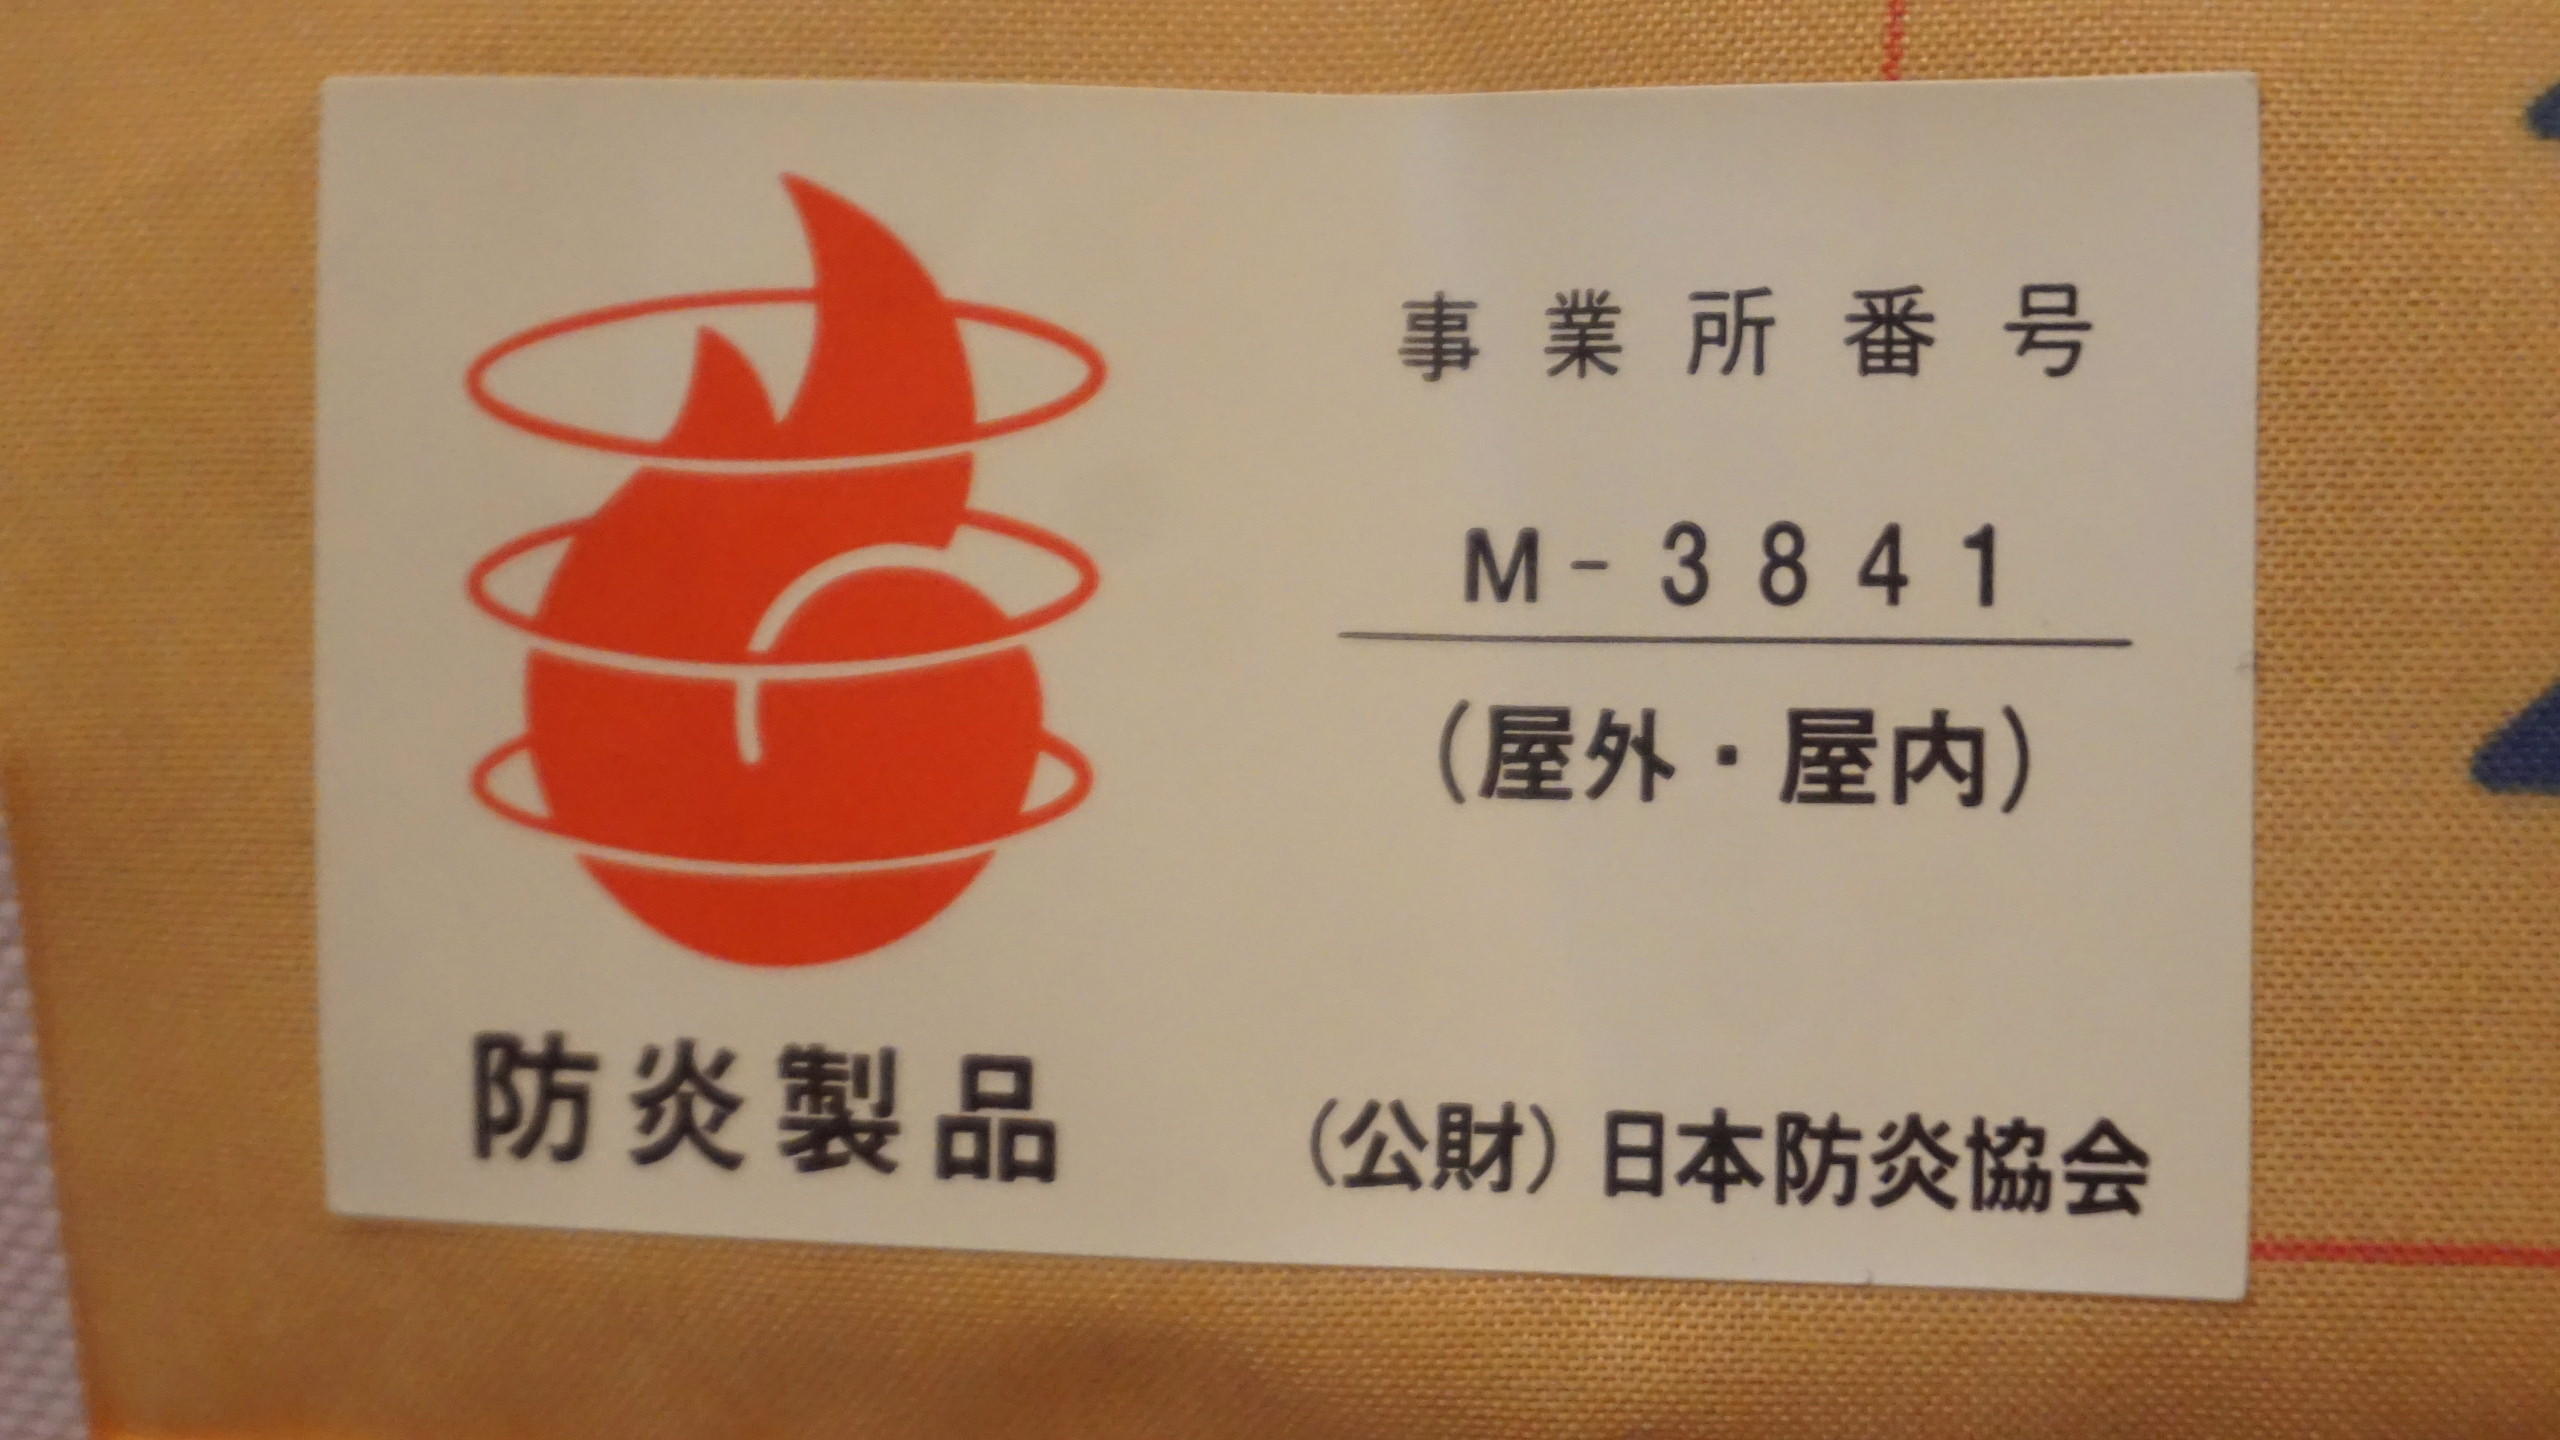 事業所番号
M-3841
(屋外・屋内)
防炎製品
(公財)日本防炎協会